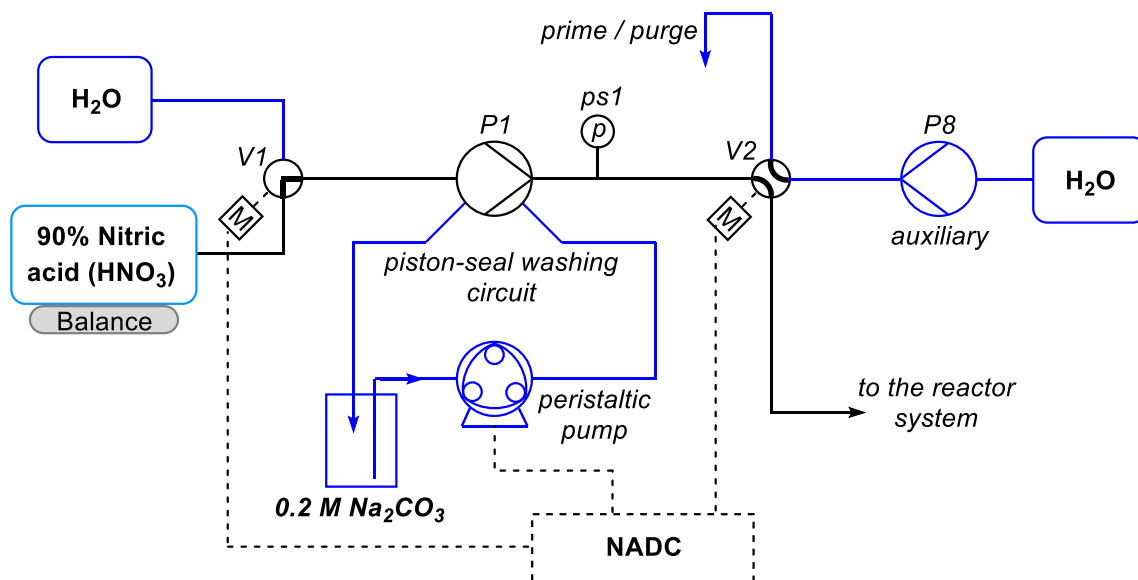 prime / purge
H₂O
ps1
p
P1
P8
V1
V2
M
M
H₂O
90% Nitric
acid (HNO₃)
Balance
auxiliary
piston-seal washing
circuit
peristaltic
pump
to the reactor
system
0.2 M Na₂CO₃
NADC